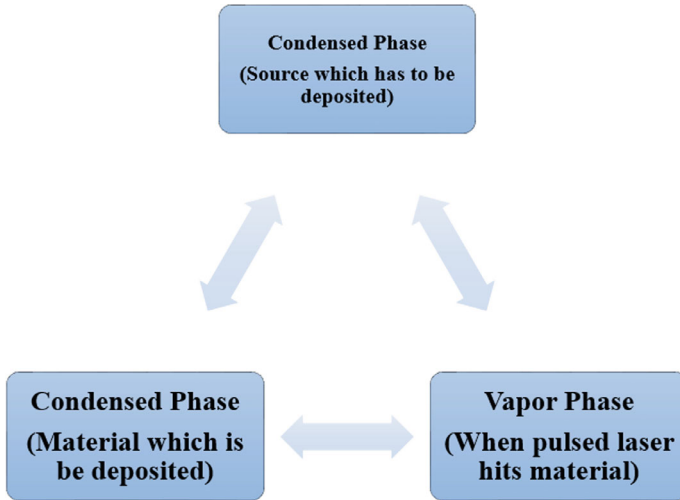 Condensed Phase
(Source which has to be
deposited)
Condensed Phase
(Material which is
be deposited)
Vapor Phase
(When pulsed laser
hits material)